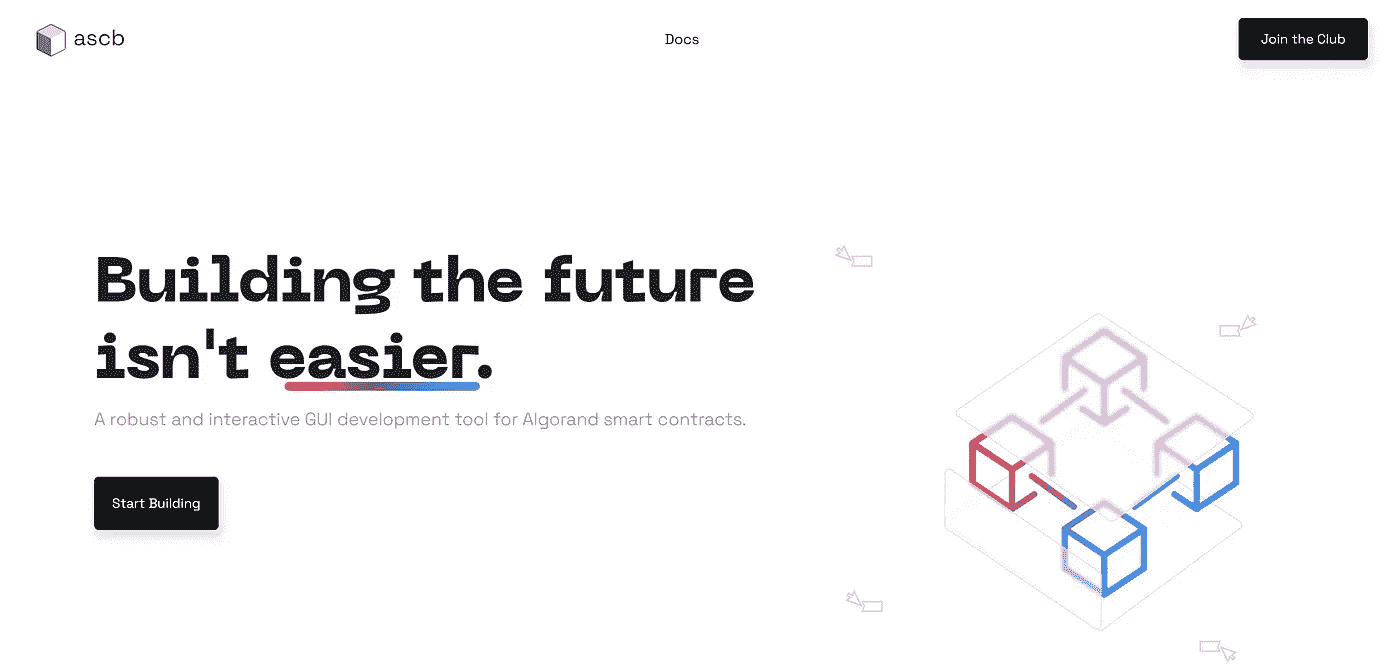 ascb
Docs
Join the Club
Building the future
isn't easier.
A robust and interactive GUI development tool for Algorand smart contracts.
Start Building